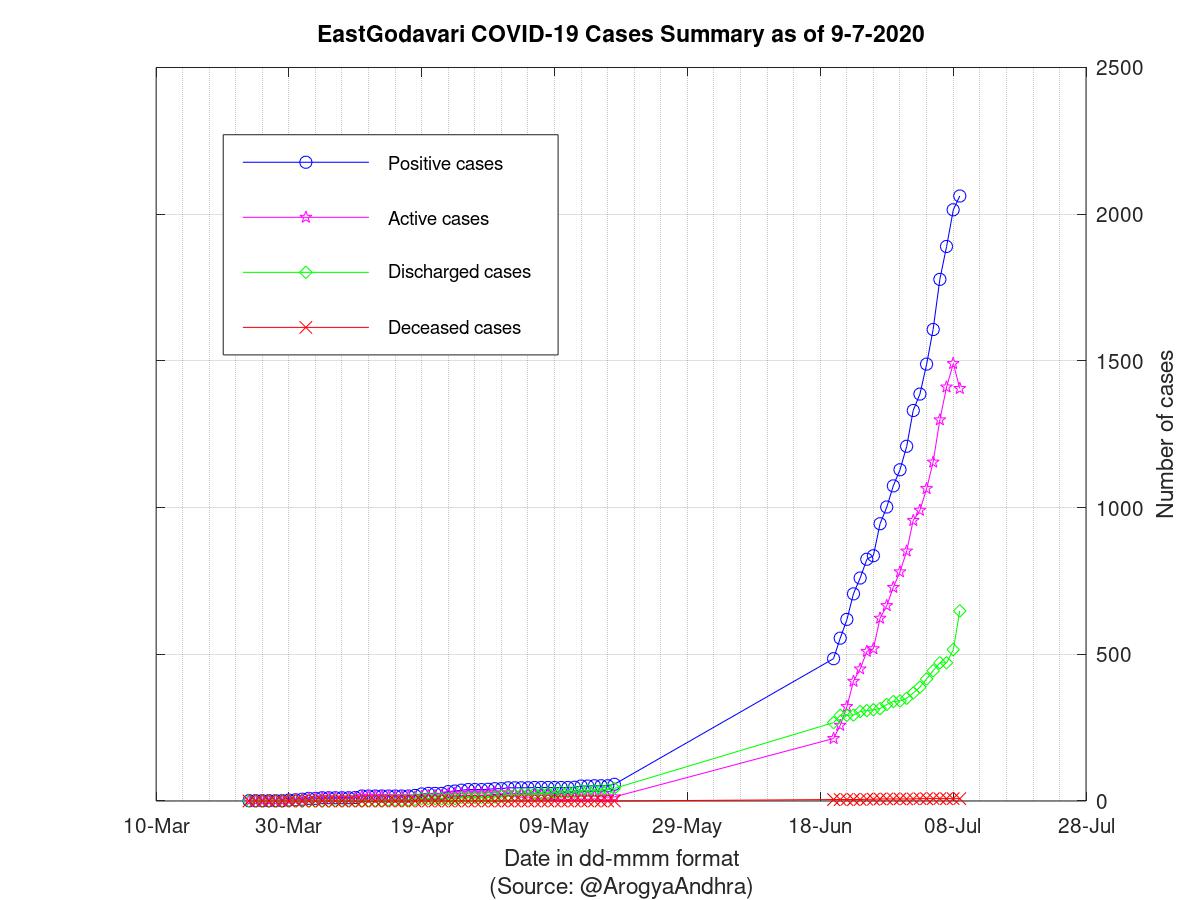 EastGodavari COVID-19 Cases Summary as of 9-7-2020
Positive cases
Active cases
Discharged cases
Deceased cases
2500
2000
1500
1000
500
0
Number of cases
10-Mar 30-Mar 19-Apr 09-May 29-May 18-Jun 08-Jul 28-Jul
Date in dd-mmm format
(Source: @ArogyaAndhra)